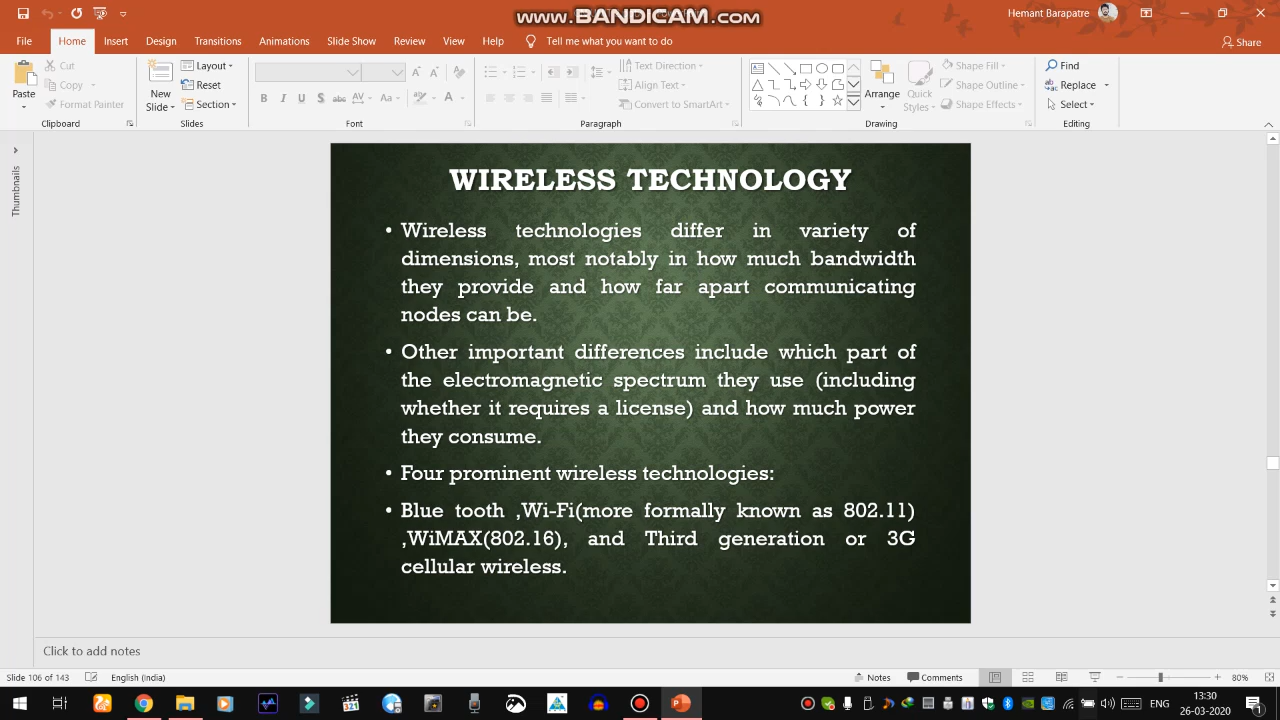 www.BANDICAM.com
Hemant Barapatre
File Home Insert Design Transitions Animations Slide Show Review View Help Tell me what you want to do Share
Paste
Cut
Copy
Format Painter
Clipboard
New Slide
Layout
Reset
Section
Slides
B I U S abc AV Aa A
Font
Text Direction
Align Text
Convert to SmartArt
Paragraph
Arrange
Quick Styles
Shape Fill
Shape Outline
Shape Effects
Drawing
Find
Replace
Select
Editing
Thumbnails
WIRELESS TECHNOLOGY
• Wireless technologies differ in variety of
dimensions, most notably in how much bandwidth
they provide and how far apart communicating
nodes can be.
• Other important differences include which part of
the electromagnetic spectrum they use (including
whether it requires a license) and how much power
they consume.
• Four prominent wireless technologies:
• Blue tooth ,Wi-Fi(more formally known as 802.11)
,WiMAX(802.16), and Third generation or 3G
cellular wireless.
Click to add notes
Slide 106 of 143 English (India) Notes Comments 80%
ENG
13:30
26-03-2020